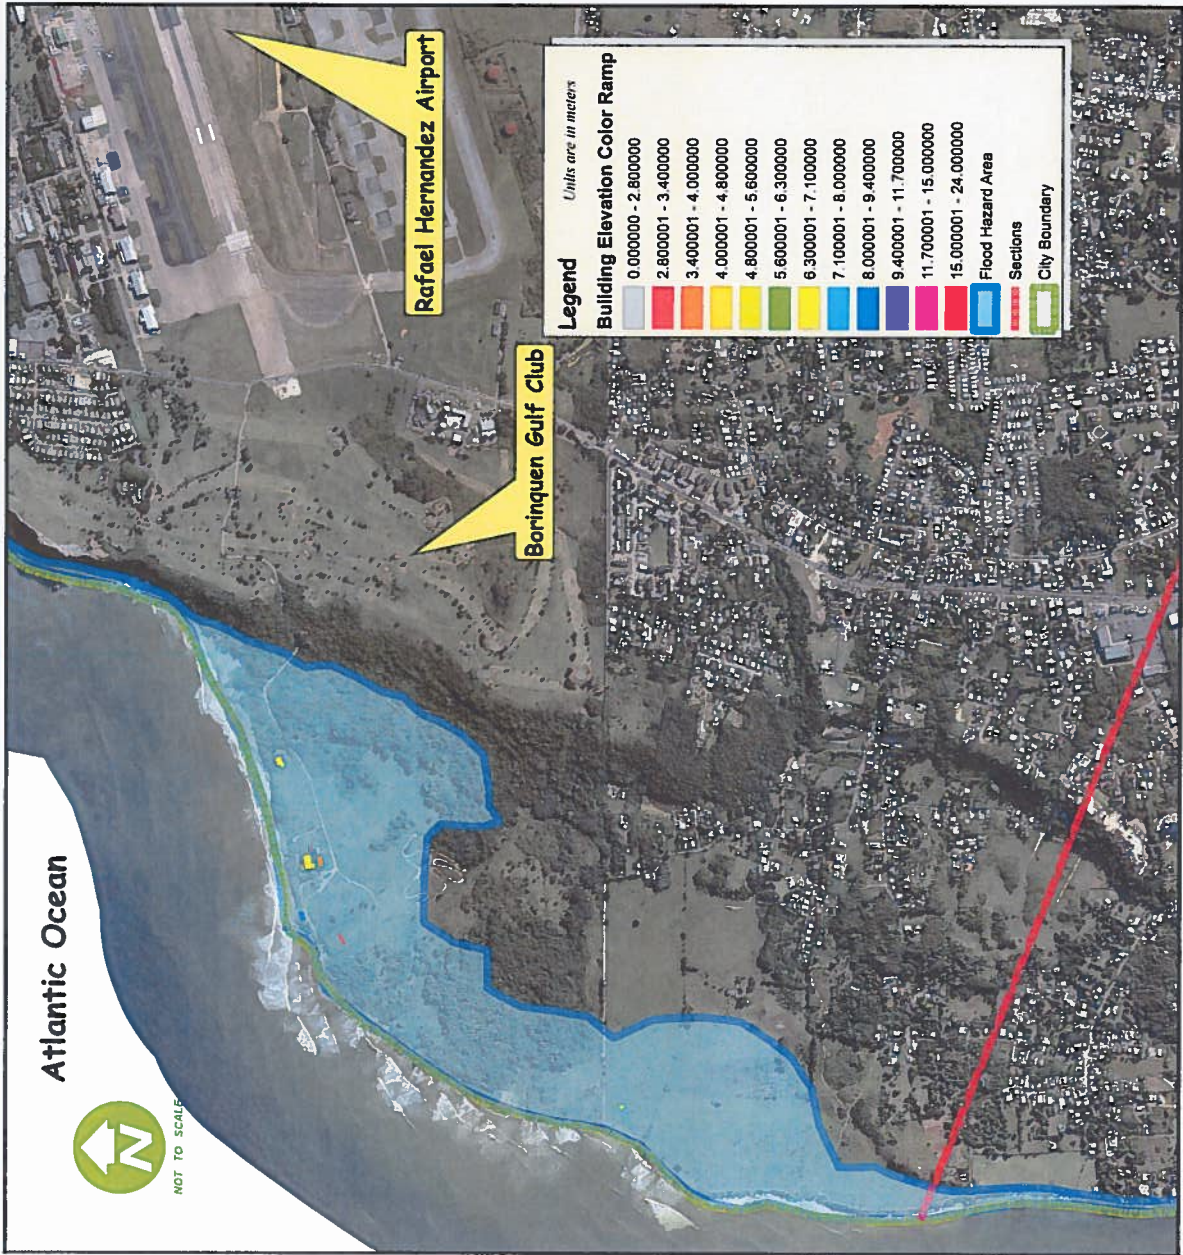 Atlantic Ocean
N
NOT TO SCALE
Rafael Hernandez Airport
Borinquen Gulf Club
Legend
Units are in meters
Building Elevation Color Ramp
0.000000 - 2.800000
2.800001 - 3.400000
3.400001 - 4.000000
4.000001 - 4.800000
4.800001 - 5.600000
5.600001 - 6.300000
6.300001 - 7.100000
7.100001 - 8.000000
8.000001 - 9.400000
9.400001 - 11.700000
11.700001 - 15.000000
15.000001 - 24.000000
Flood Hazard Area
Sections
City Boundary